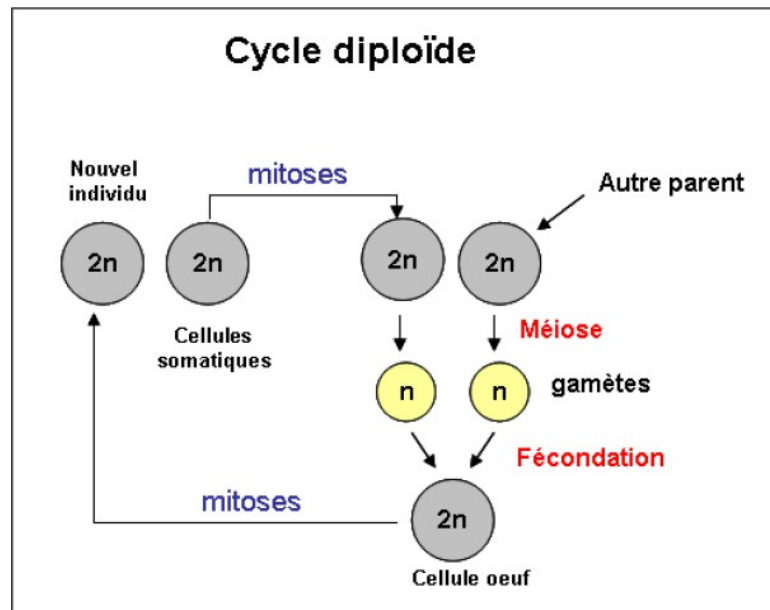 Cycle diploïde
Nouvel
individu
mitoses
Autre parent
2n
2n
2n
2n
Cellules
somatiques
Méiose
n
n
gamètes
Fécondation
mitoses
2n
Cellule oeuf